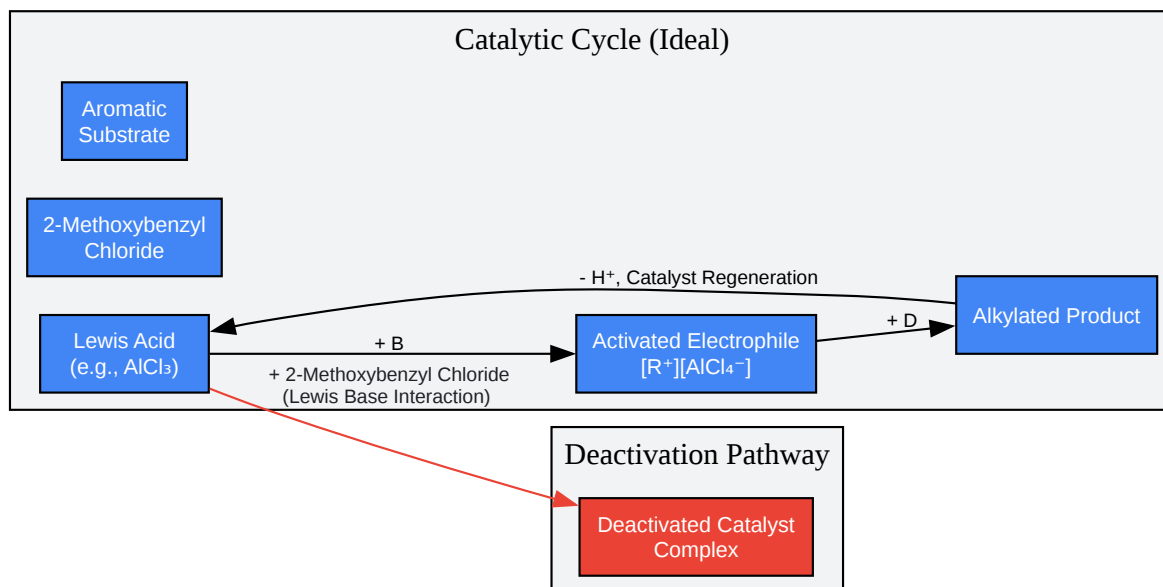 Catalytic Cycle (Ideal)
Aromatic
Substrate
2-Methoxybenzyl
Chloride
- H⁺, Catalyst Regeneration
Lewis Acid
(e.g., AlCl₃)
+ B
+ 2-Methoxybenzyl Chloride
(Lewis Base Interaction)
Activated Electrophile
[R⁺][AlCl₄⁻]
+ D
Alkylated Product
Deactivation Pathway
Deactivated Catalyst
Complex